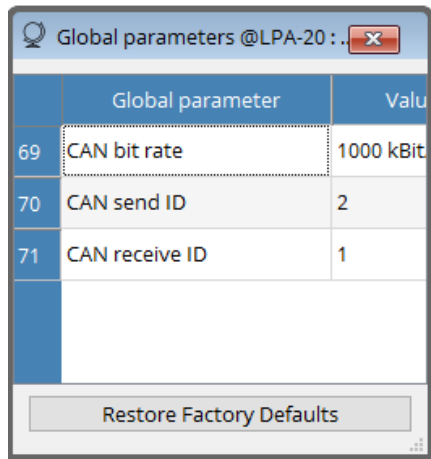 Global parameters @LPA-20 : ..
Global parameter Valu
69 CAN bit rate 1000 kBit.
70 CAN send ID 2
71 CAN receive ID 1
Restore Factory Defaults